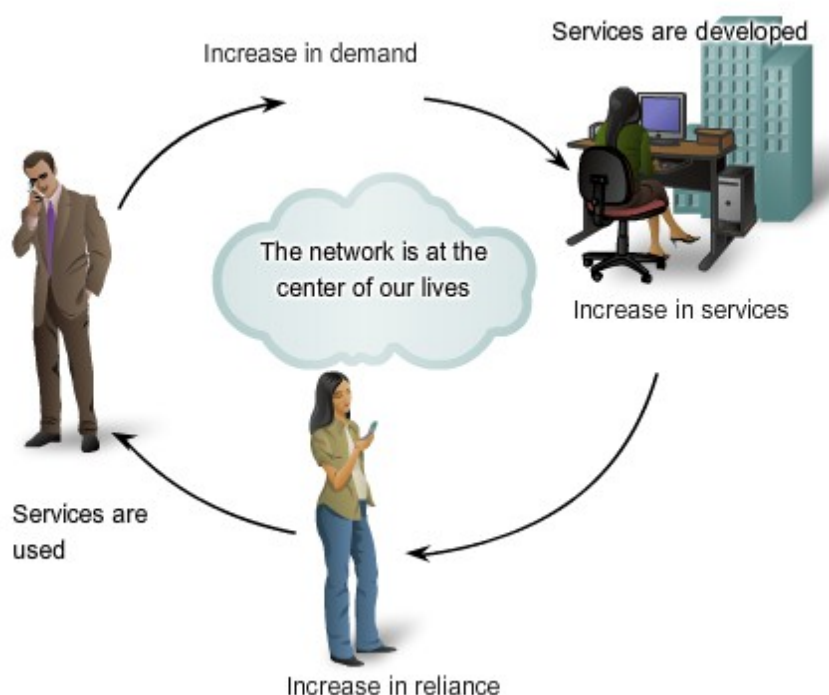 Services are developed
Increase in demand
The network is at the
center of our lives
Increase in services
Services are
used
Increase in reliance